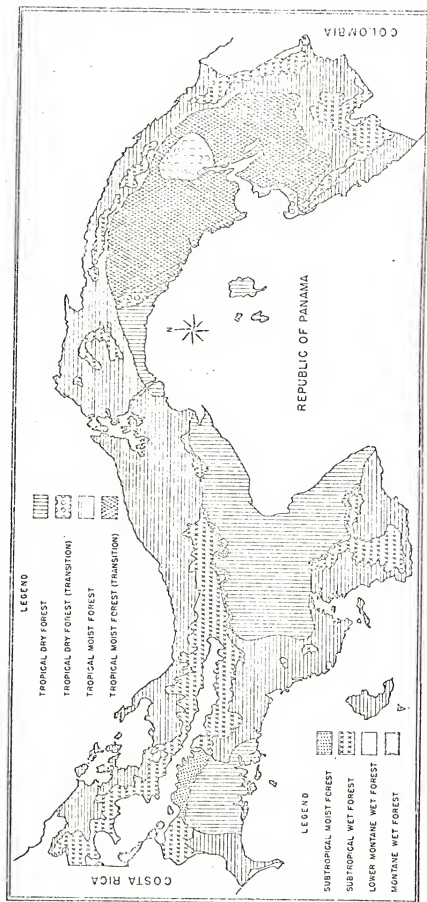 COLOMBIA
REPUBLIC OF PANAMA
N
COSTA RICA
LEGEND
TROPICAL DRY FOREST
TROPICAL DRY FOREST (TRANSITION)
TROPICAL MOIST FOREST
TROPICAL MOIST FOREST (TRANSITION)
LEGEND
SUBTROPICAL MOIST FOREST
SUBTROPICAL WET FOREST
LOWER MONTANE WET FOREST
MONTANE WET FOREST